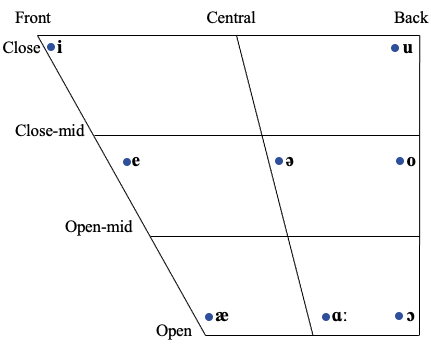 Front Central Back
Close i u
Close-mid
e ə o
Open-mid
æ ɑː ɔ
Open